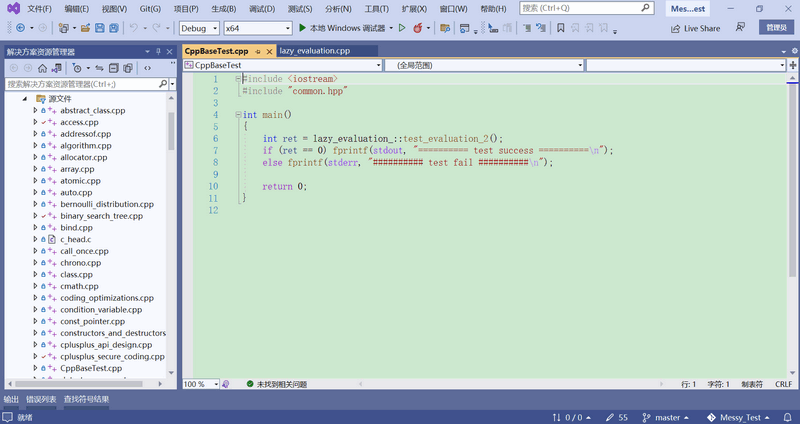 文件(F) 编辑(E) 视图(V) Git(G) 项目(P) 生成(B) 调试(D) 测试(S) 分析(N) 工具(T) 扩展(X) 窗口(W) 帮助(H) 搜索 (Ctrl+Q) Mes...est
Debug x64 本地 Windows 调试器 Live Share 管理员
解决方案资源管理器
搜索解决方案资源管理器(Ctrl+;)
源文件
abstract_class.cpp
access.cpp
addressof.cpp
algorithm.cpp
allocator.cpp
array.cpp
atomic.cpp
auto.cpp
bernoulli_distribution.cpp
binary_search_tree.cpp
bind.cpp
c_head.c
call_once.cpp
chrono.cpp
class.cpp
cmath.cpp
coding_optimizations.cpp
condition_variable.cpp
const_pointer.cpp
constructors_and_destructors
cplusplus_api_design.cpp
cplusplus_secure_coding.cpp
CppBaseTest.cpp
CppBaseTest.cpp lazy_evaluation.cpp
CppBaseTest (全局范围)
1 #include <iostream>
2 #include "common.hpp"
3
4 int main()
5 {
6 int ret = lazy_evaluation_::test_evaluation_2();
7 if (ret == 0) fprintf(stdout, "========== test success ==========\n");
8 else fprintf(stderr, "########## test fail ##########\n");
9
10 return 0;
11 }
12
100 % 未找到相关问题 行: 1 字符: 1 制表符 CRLF
输出 错误列表 查找符号结果
就绪 0 / 0 55 master Messy_Test